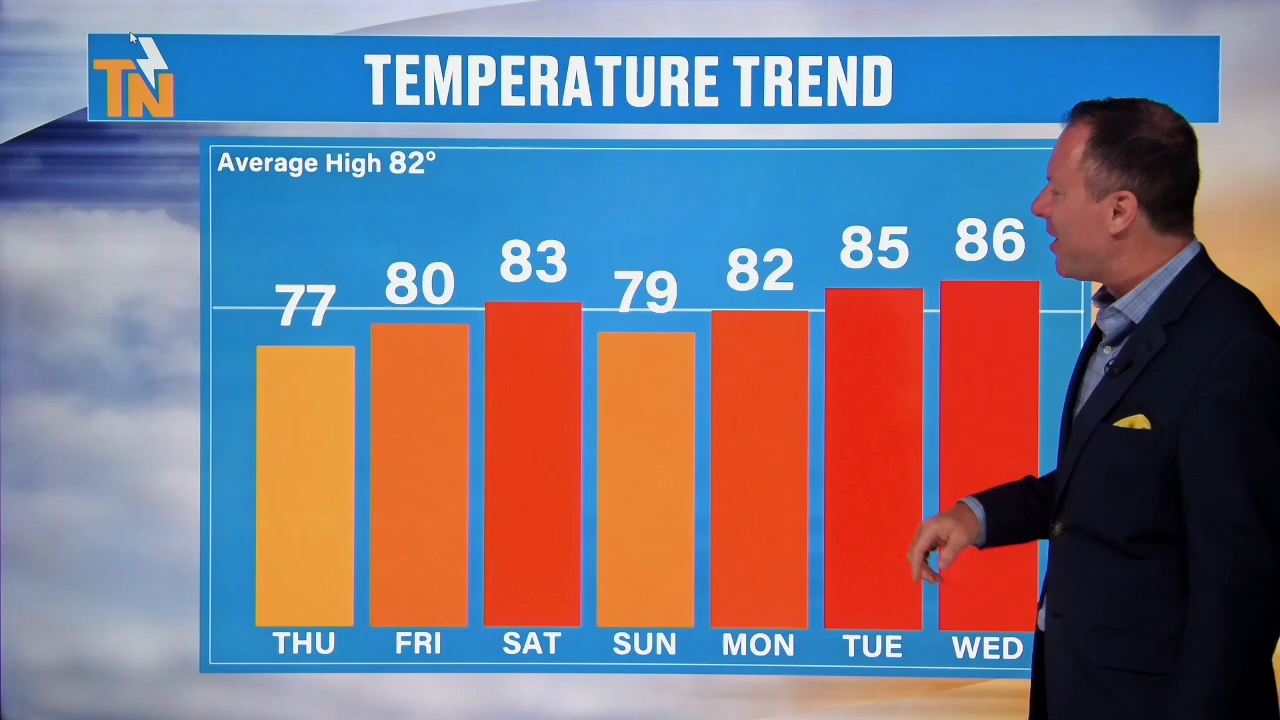 TN
TEMPERATURE TREND
Average High 82°
77 80 83 79 82 85 86
THU FRI SAT SUN MON TUE WED